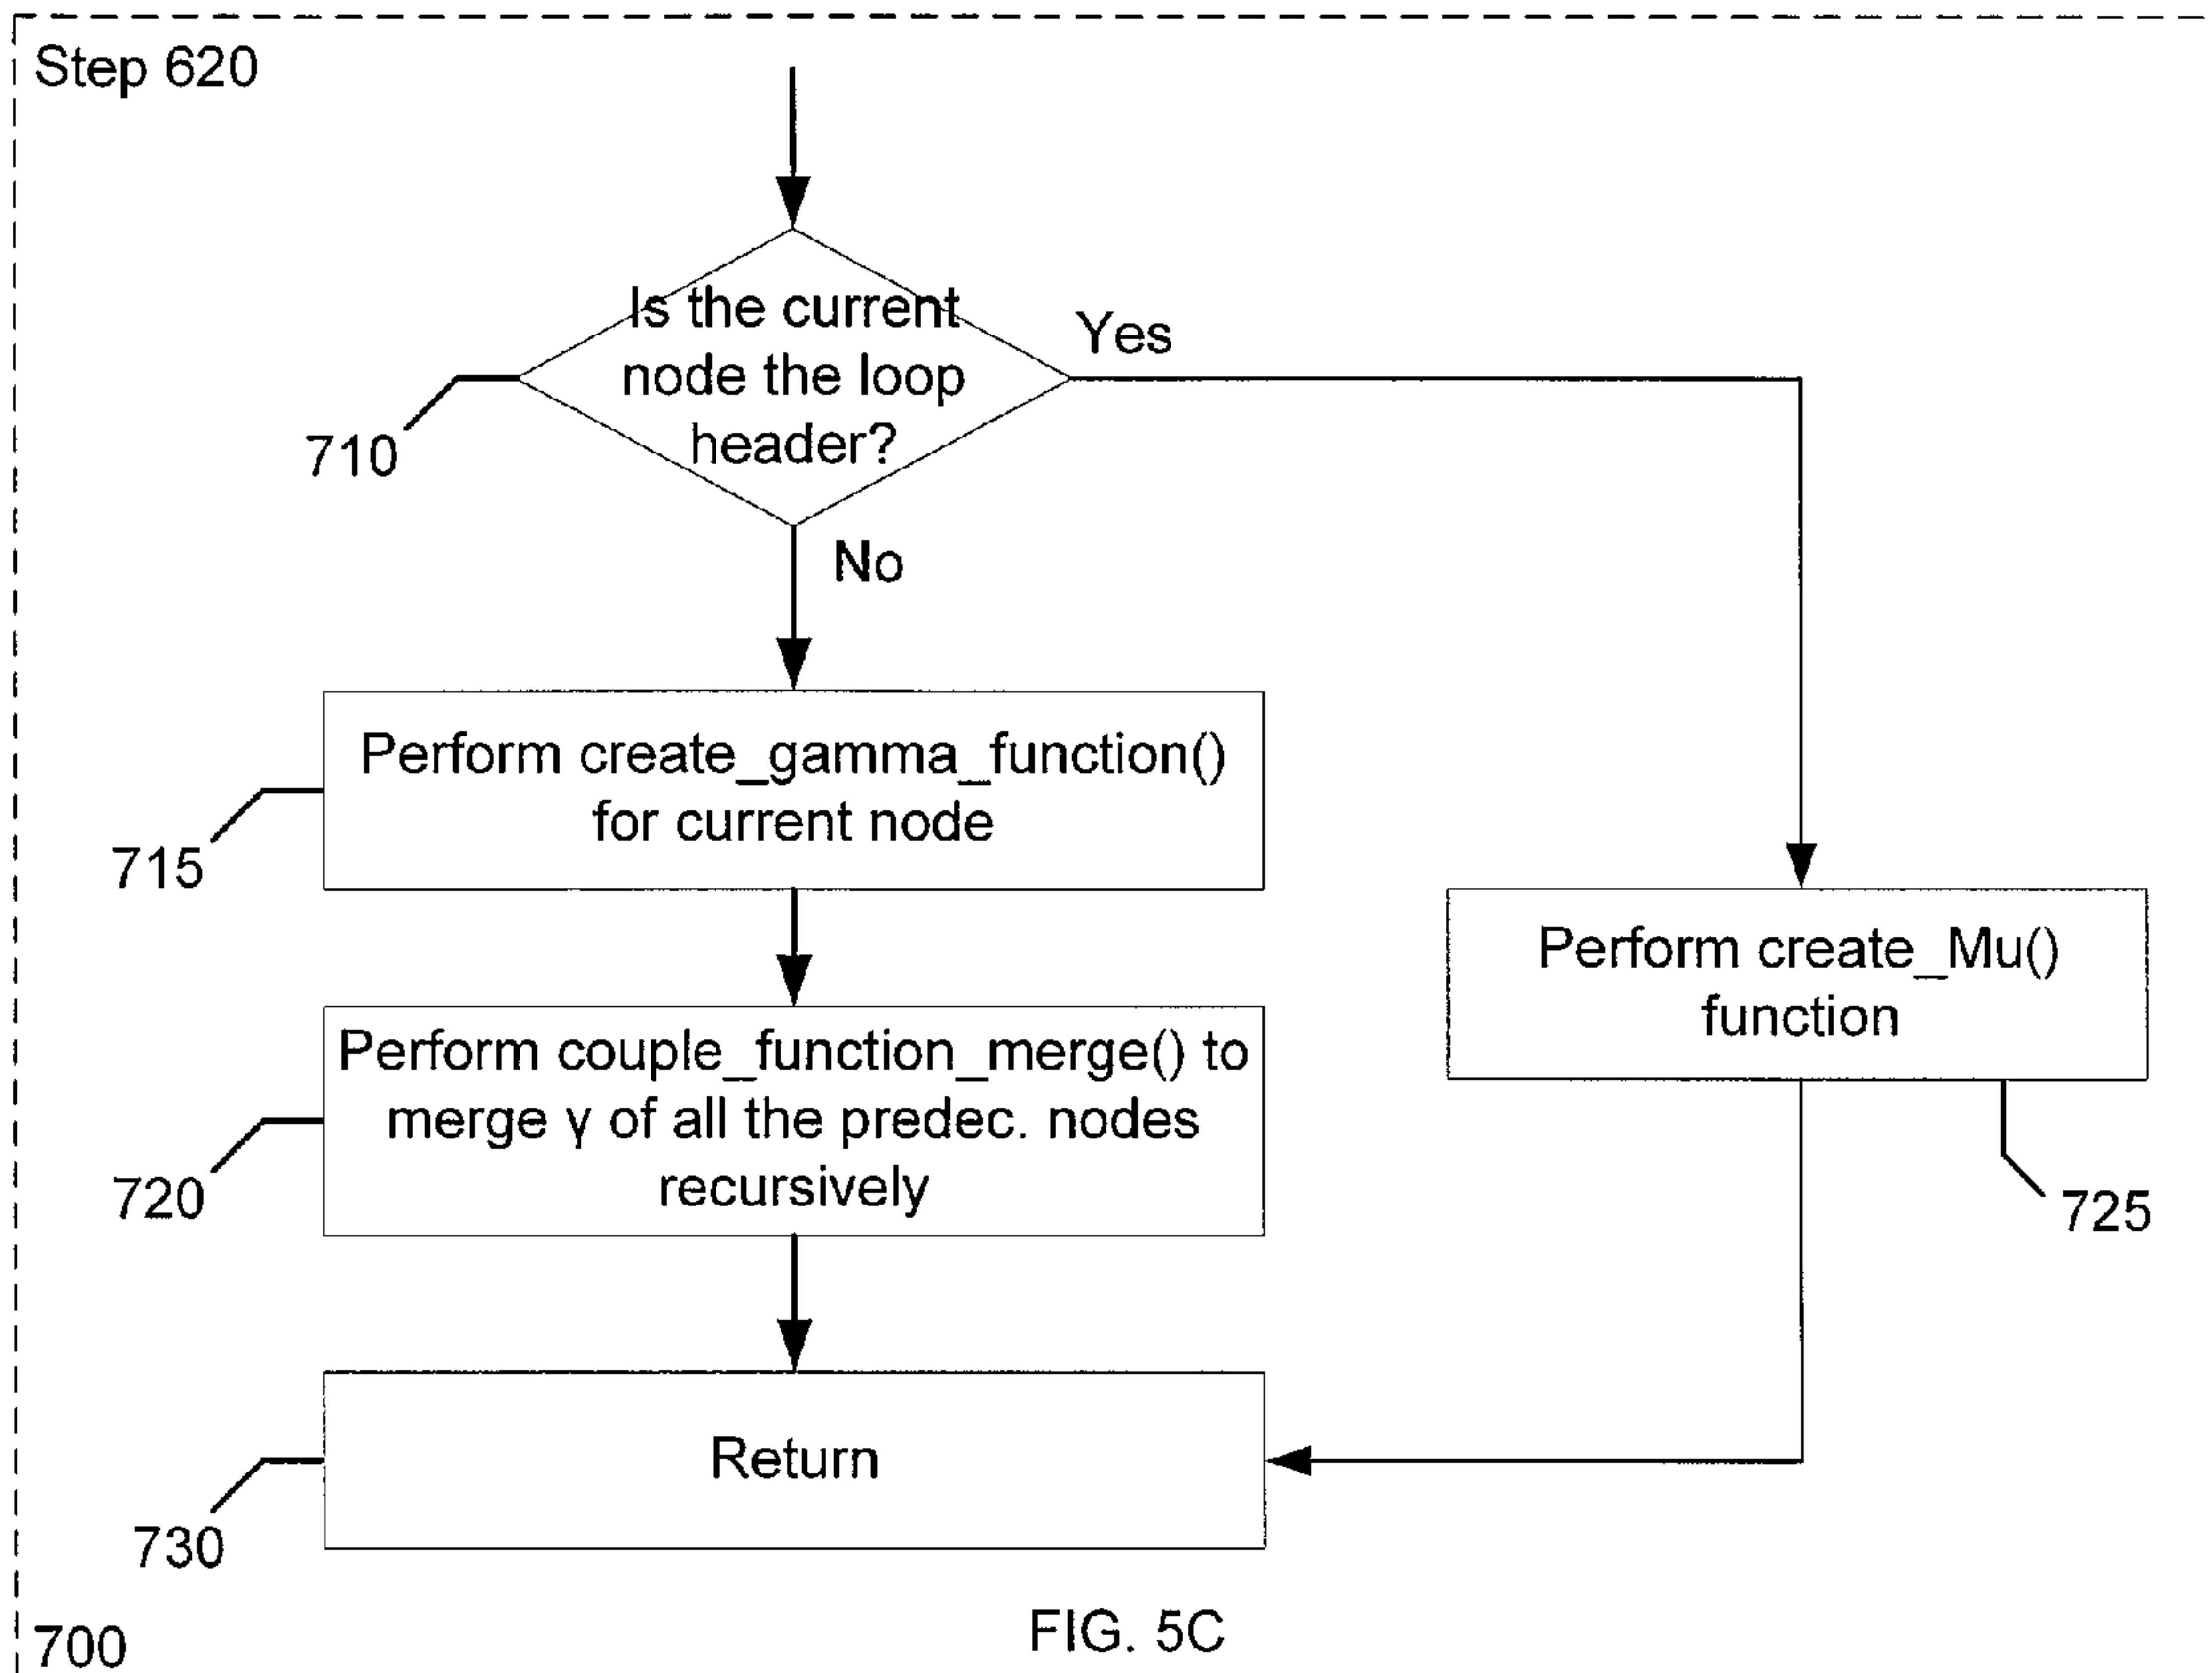 Step 620
Is the current
node the loop
header?
Yes
710
No
Perform create_gamma_function()
for current node
715
Perform create_Mu()
function
725
Perform couple_function_merge() to
merge γ of all the predec. nodes
recursively
720
Return
730
FIG. 5C
700